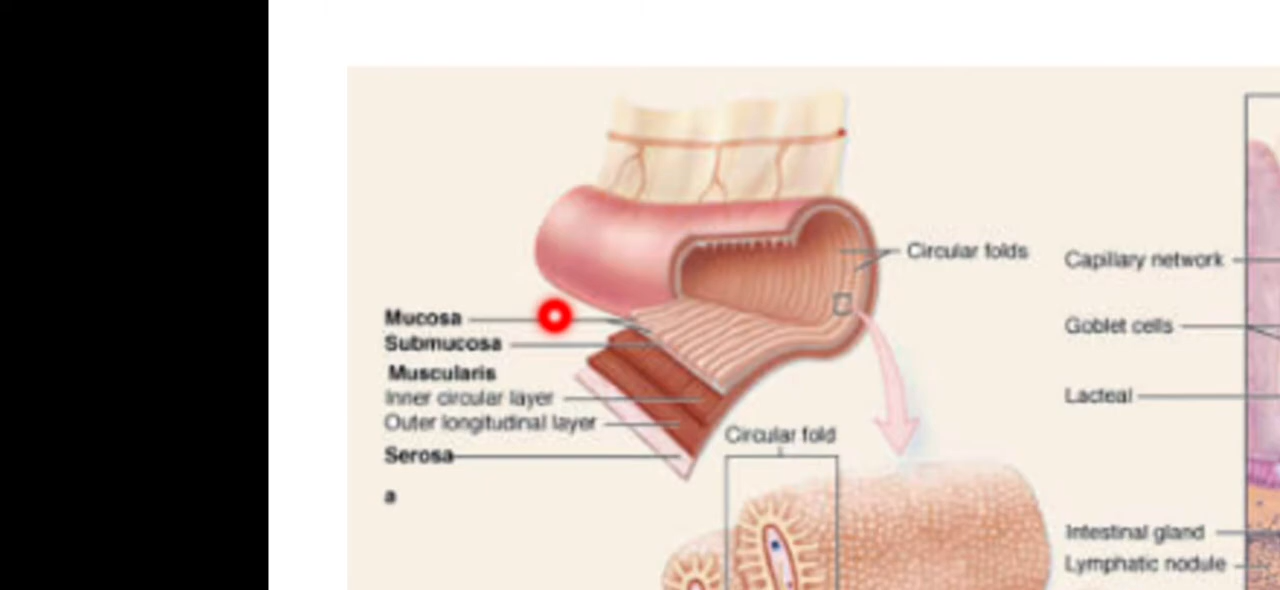 Circular folds
Capillary network
Mucosa
Goblet cells
Submucosa
Muscularis
Inner circular layer
Lacteal
Outer longitudinal layer
Circular fold
Serosa
a
Intestinal gland
Lymphatic nodule